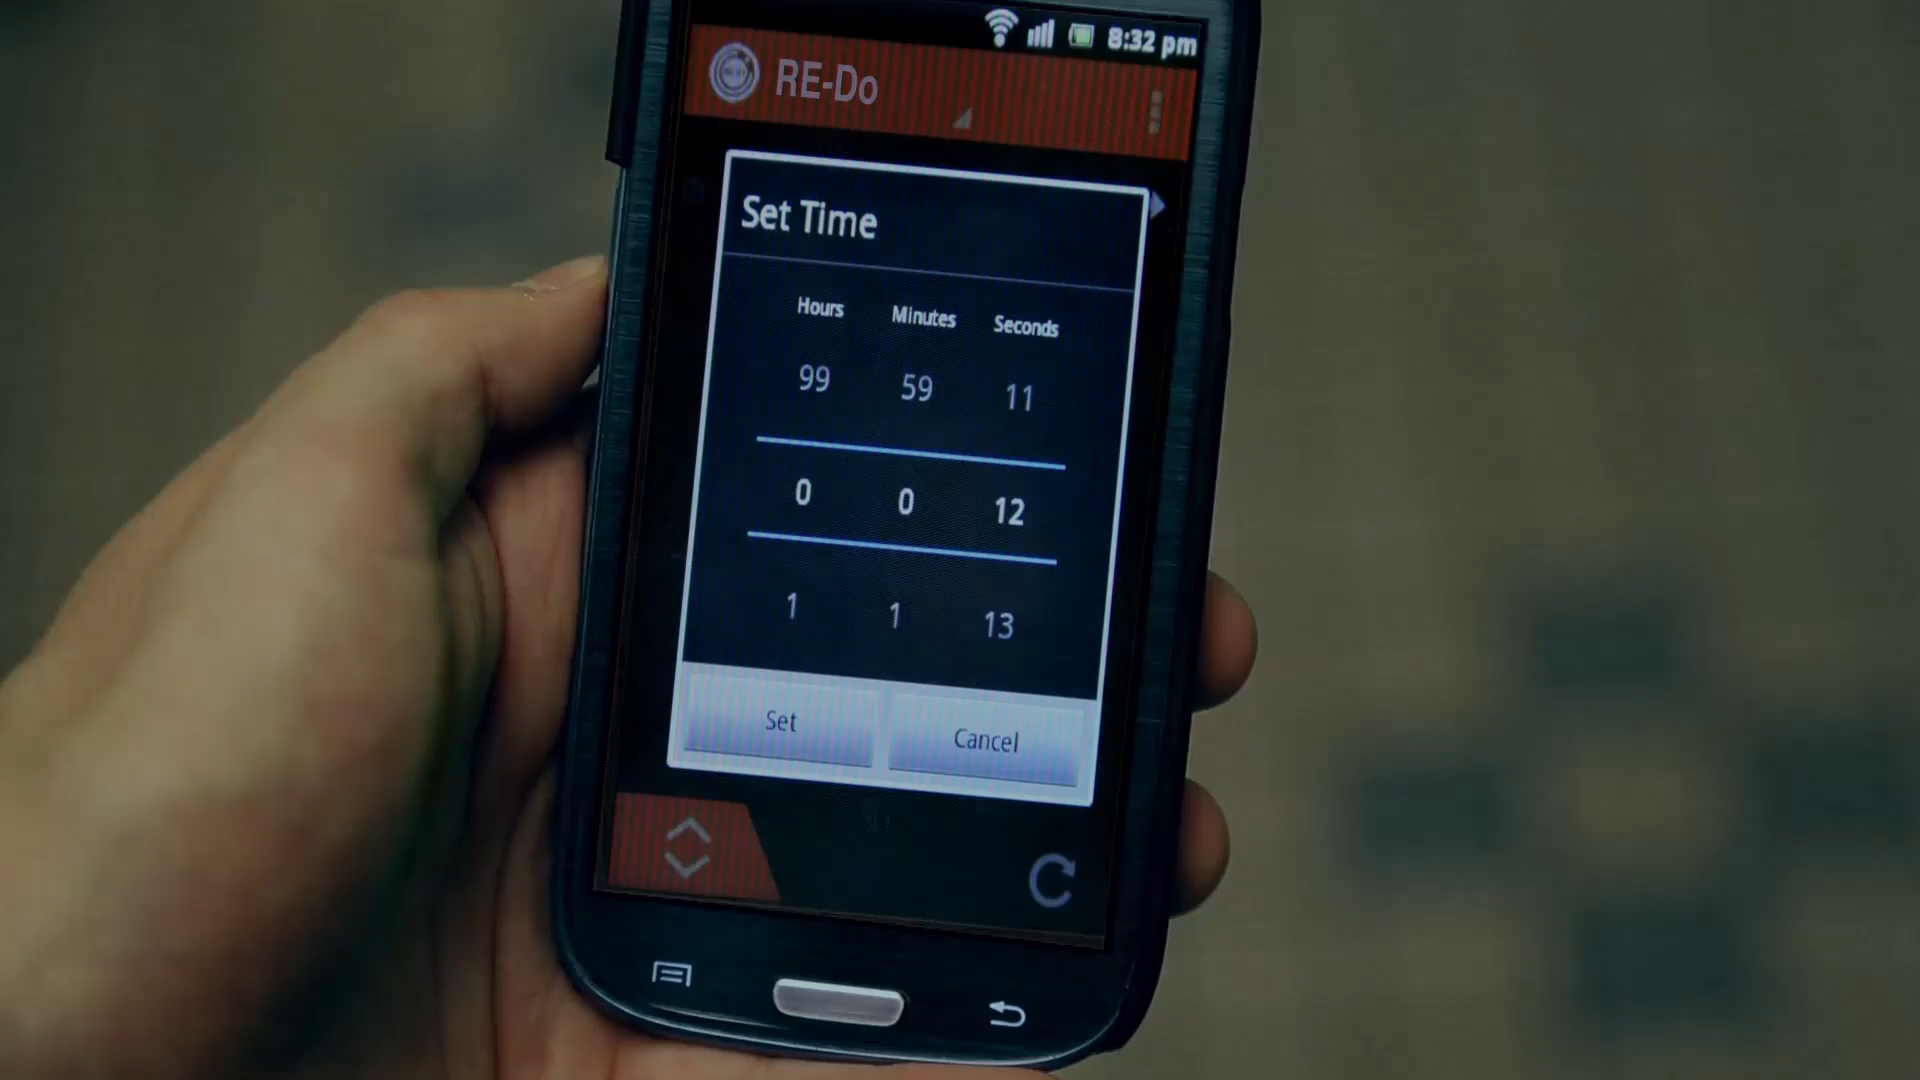 8:32 pm
RE-Do
Set Time
Hours Minutes Seconds
99 59 11
0 0 12
1 1 13
Set Cancel